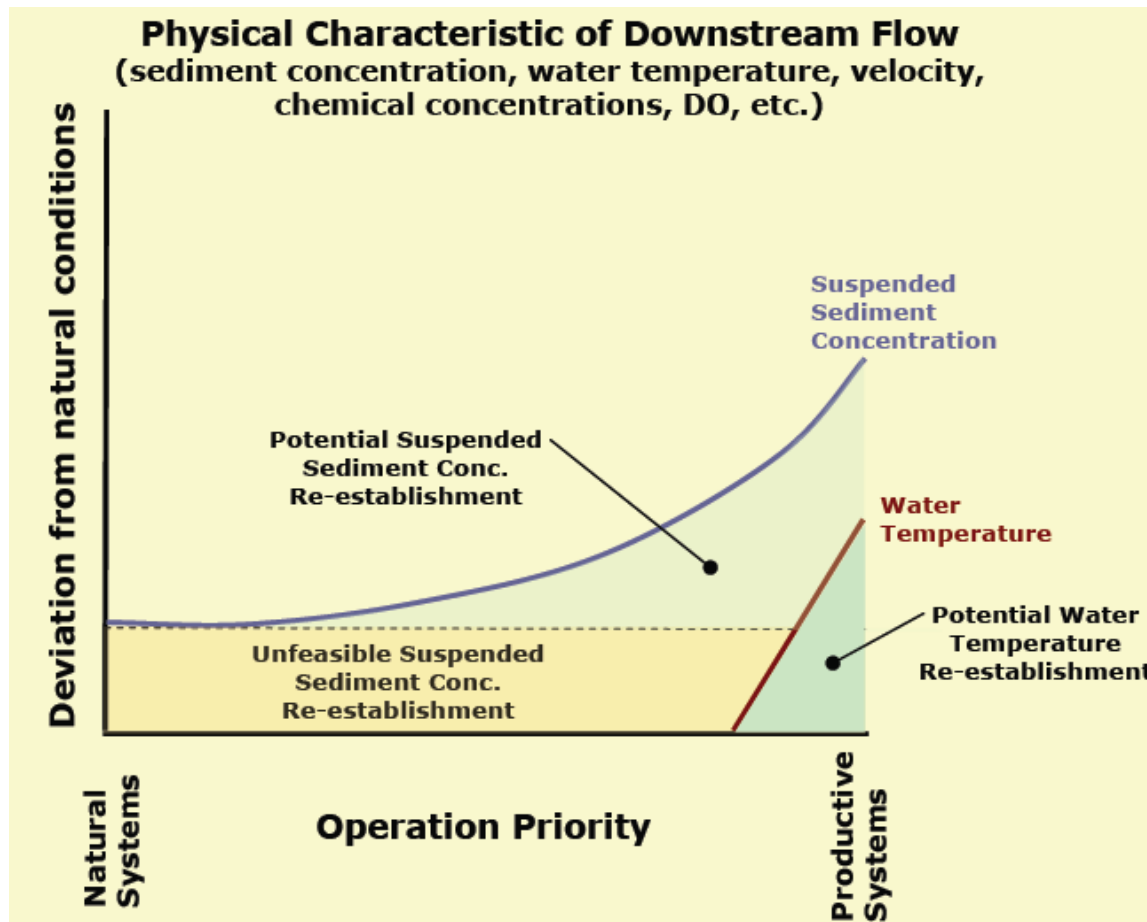 Physical Characteristic of Downstream Flow
(sediment concentration, water temperature, velocity,
chemical concentrations, DO, etc.)
Deviation from natural conditions
Suspended
Sediment
Concentration
Potential Suspended
Sediment Conc.
Re-establishment
Water
Temperature
Potential Water
Temperature
Re-establishment
Unfeasible Suspended
Sediment Conc.
Re-establishment
Natural
Systems
Operation Priority
Productive
Systems